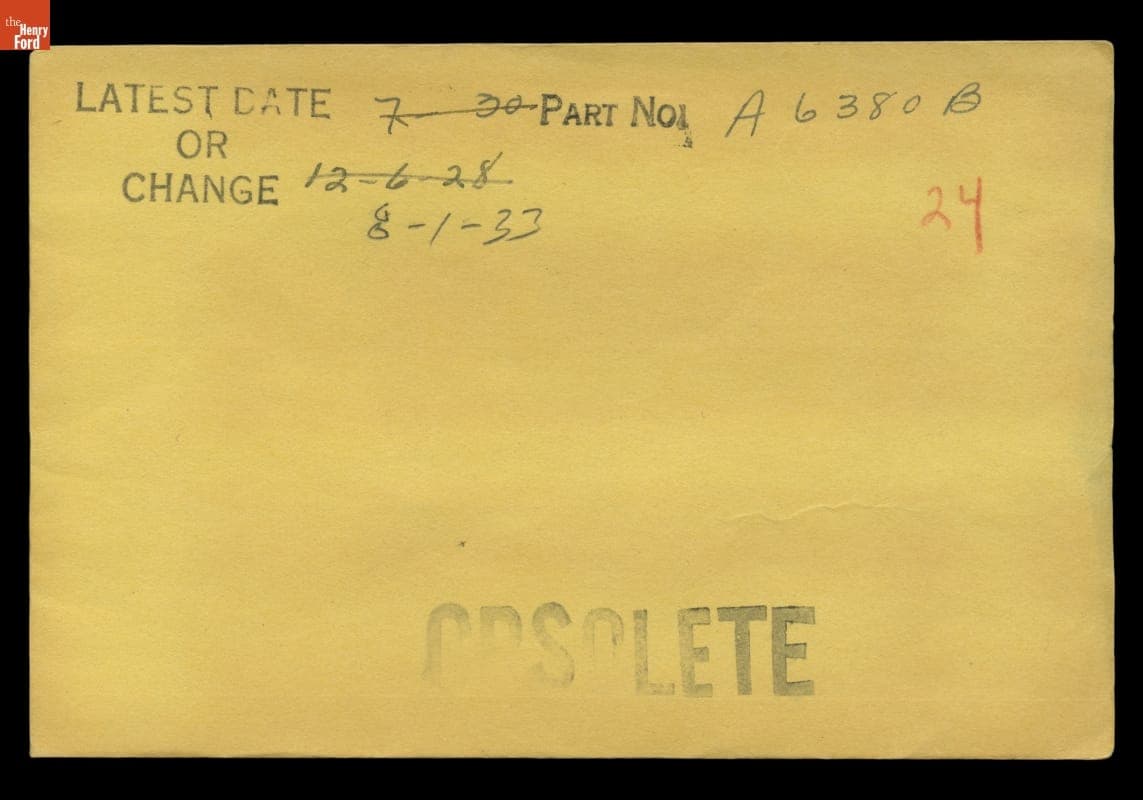 the
Henry
Ford
LATEST DATE 7 - 30 PART NO. A 6380 B
OR
CHANGE 12-6-28
8-1-33
24
OBSOLETE